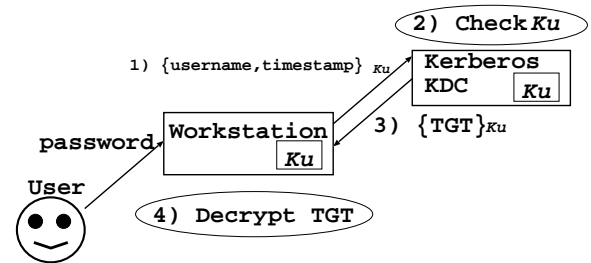 2) Check Ku
1) {username,timestamp} Ku
Kerberos
KDC
Ku
3) {TGT}Ku
Workstation
Ku
password
User
4) Decrypt TGT